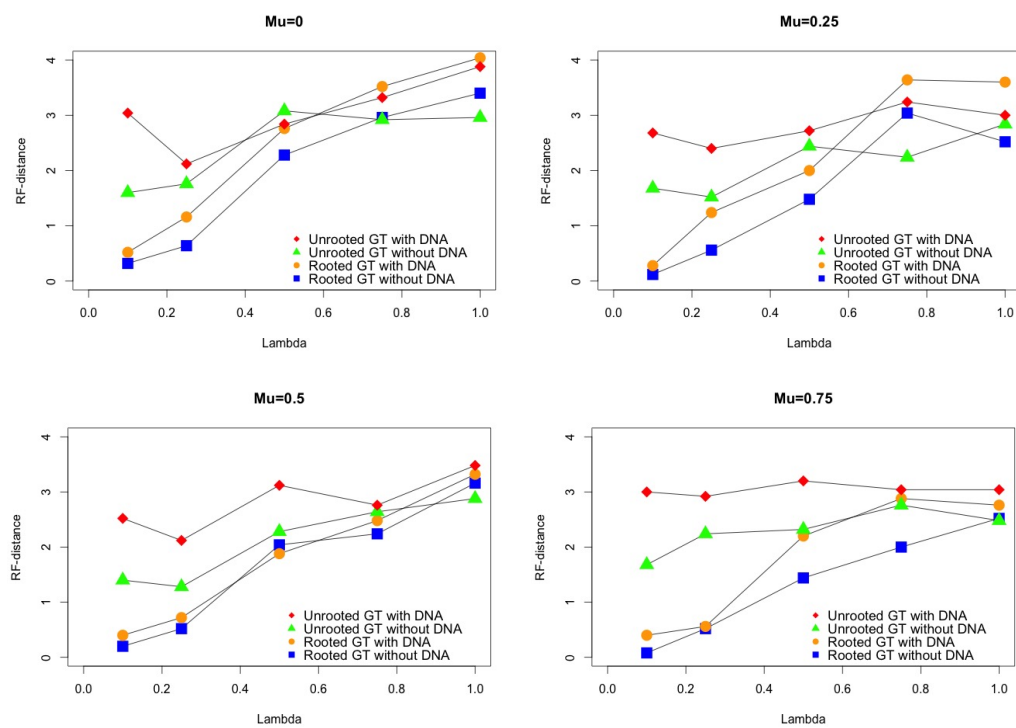 Mu=0
RF-distance
4
3
2
1
0
Unrooted GT with DNA
Unrooted GT without DNA
Rooted GT with DNA
Rooted GT without DNA
0.0 0.2 0.4 0.6 0.8 1.0
Lambda
Mu=0.25
RF-distance
4
3
2
1
0
Unrooted GT with DNA
Unrooted GT without DNA
Rooted GT with DNA
Rooted GT without DNA
0.0 0.2 0.4 0.6 0.8 1.0
Lambda
Mu=0.5
RF-distance
4
3
2
1
0
Unrooted GT with DNA
Unrooted GT without DNA
Rooted GT with DNA
Rooted GT without DNA
0.0 0.2 0.4 0.6 0.8 1.0
Lambda
Mu=0.75
RF-distance
4
3
2
1
0
Unrooted GT with DNA
Unrooted GT without DNA
Rooted GT with DNA
Rooted GT without DNA
0.0 0.2 0.4 0.6 0.8 1.0
Lambda